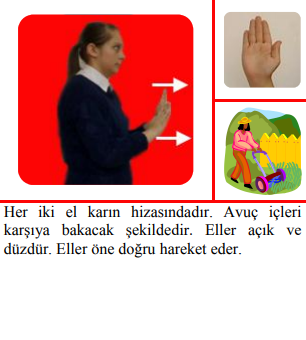 Her iki el karın hizasındadır. Avuç içleri
karşıya bakacak şekildedir. Eller açık ve
düzdür. Eller öne doğru hareket eder.